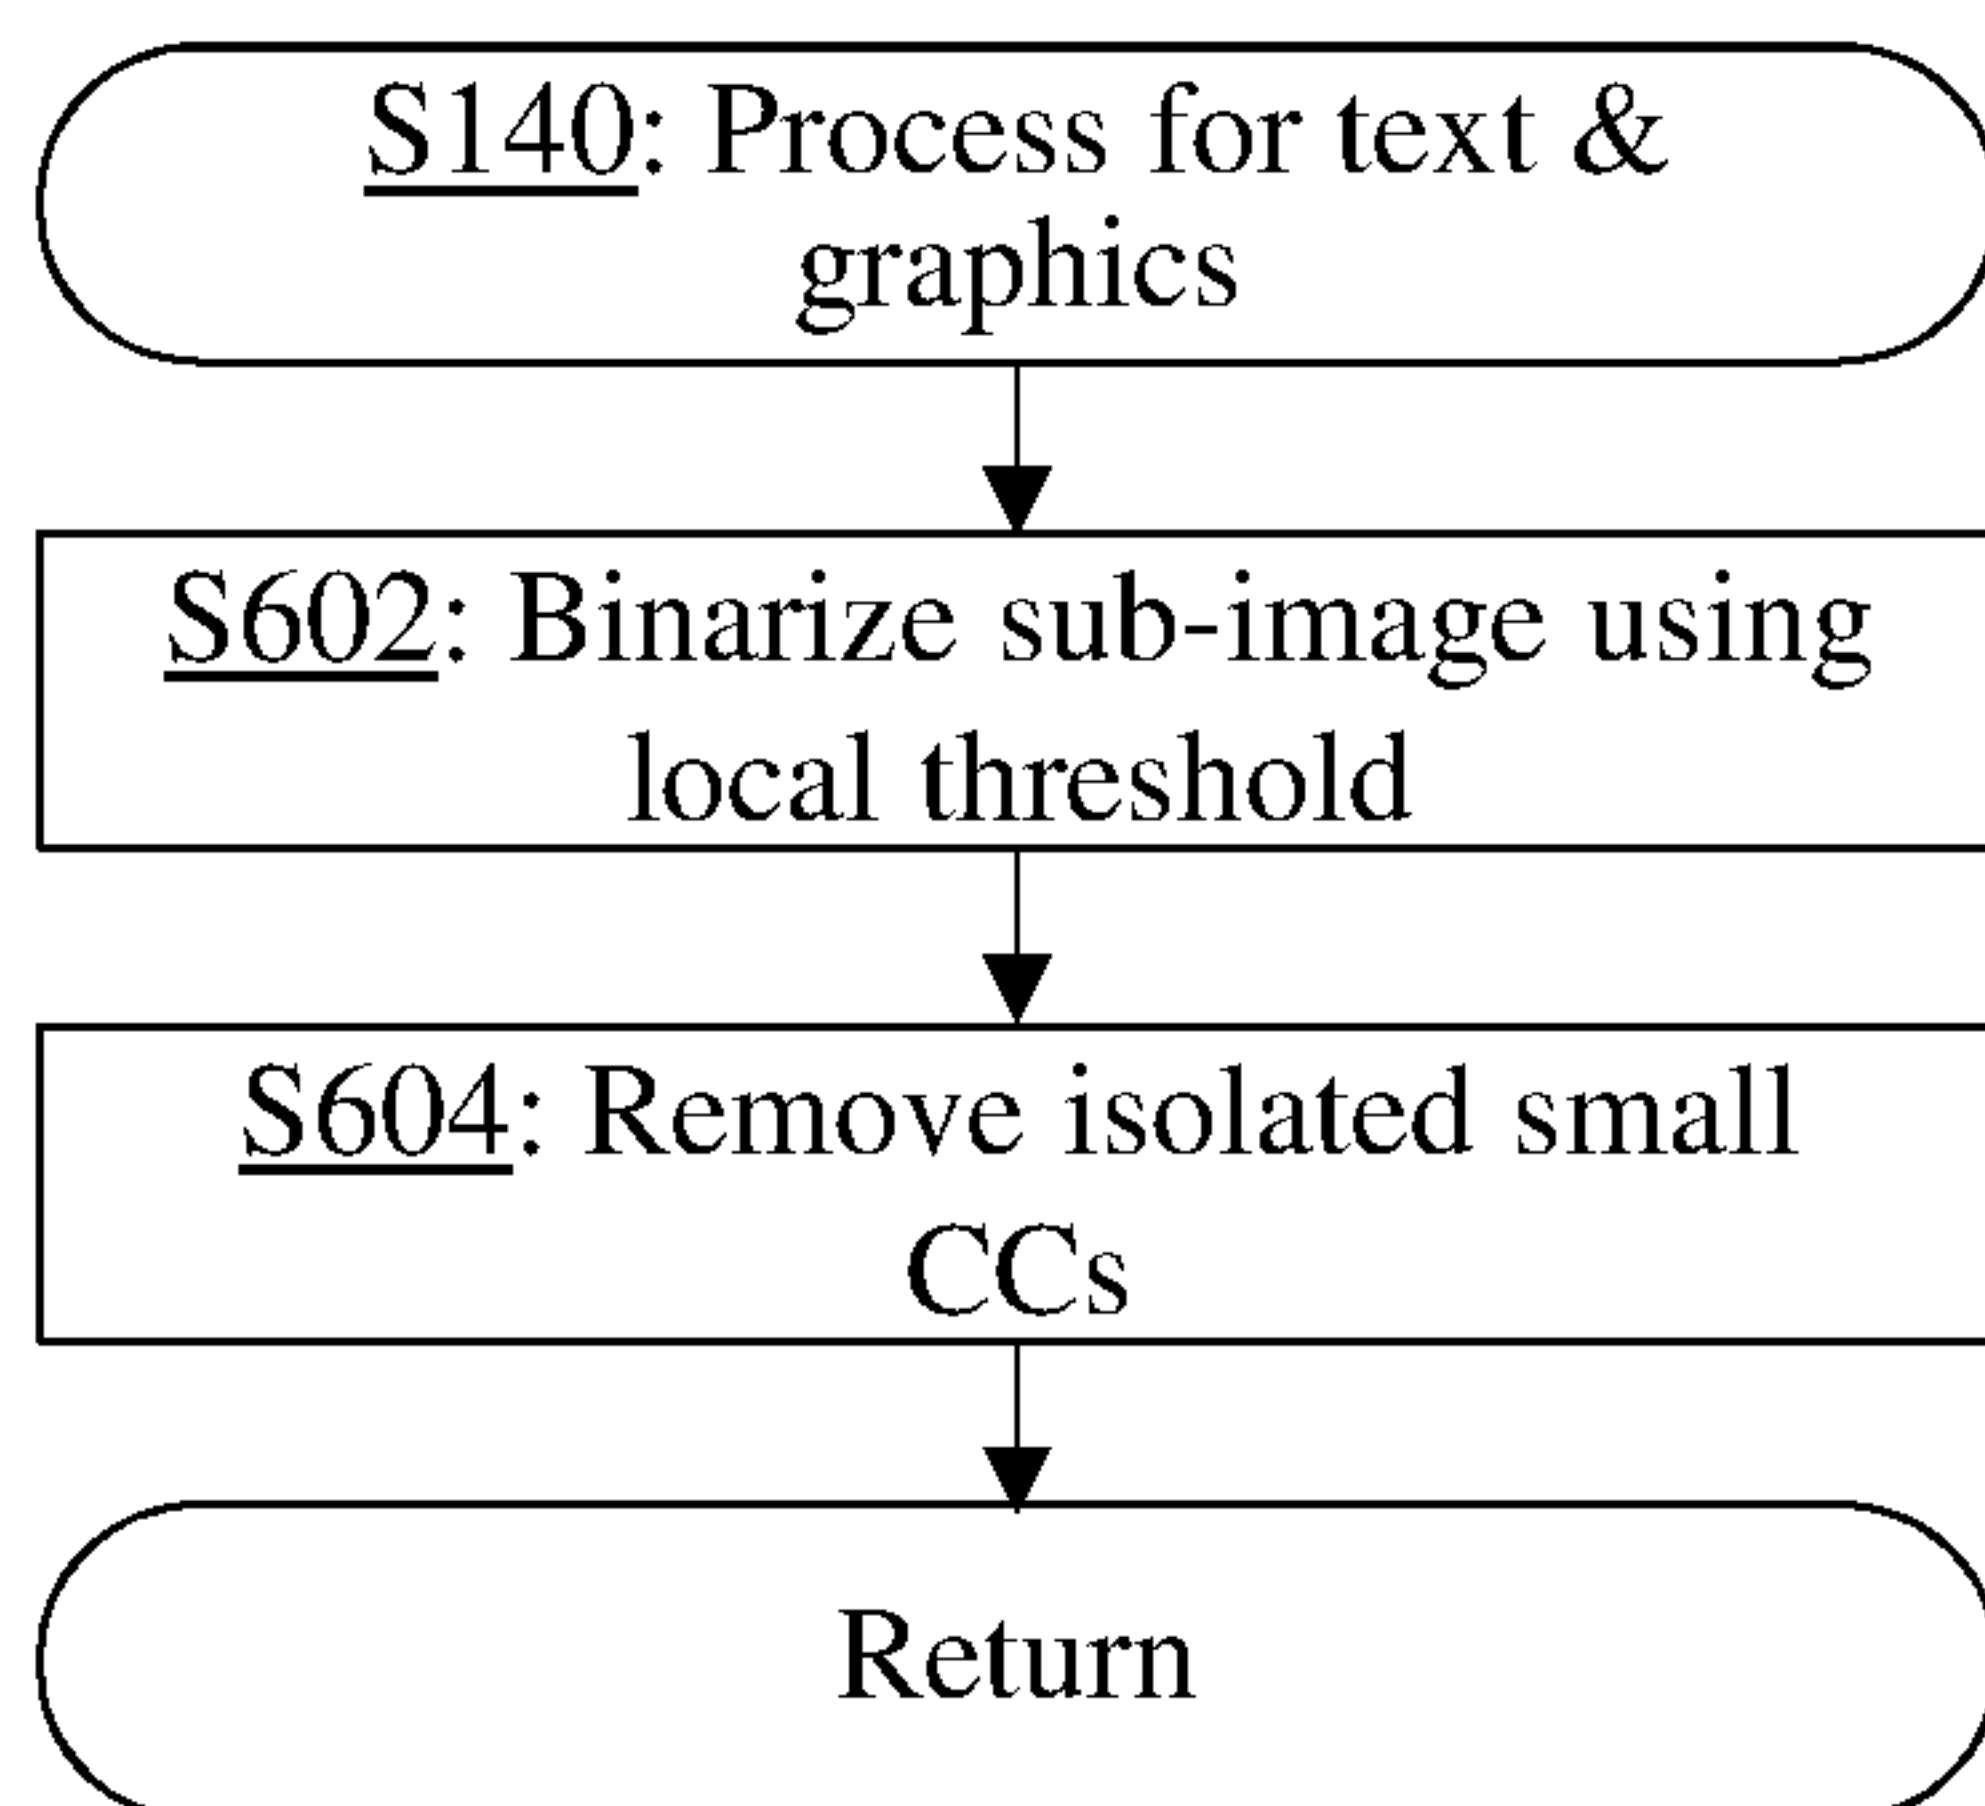 S140: Process for text &
graphics
S602: Binarize sub-image using
local threshold
S604: Remove isolated small
CCs
Return